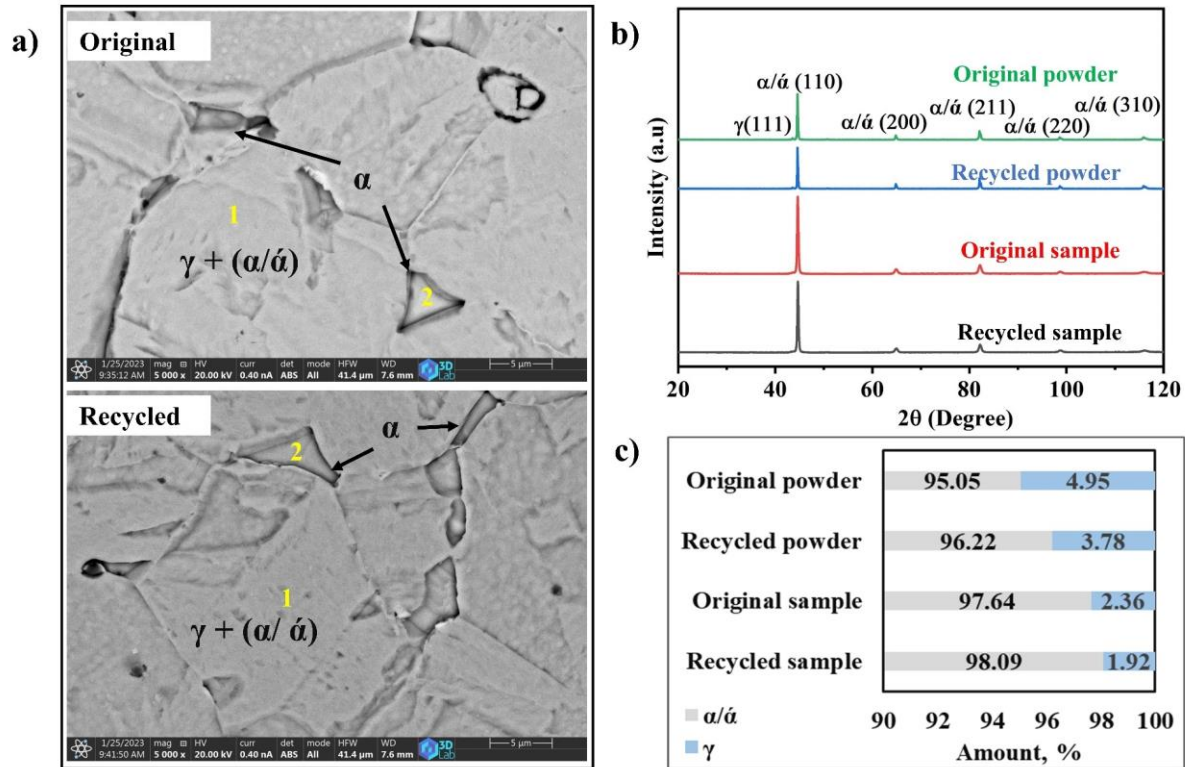 a)
Original
α
1
γ + (α/ά)
2
1/25/2023 mag HV curr det mode HFW WD
9:35:12 AM 5 000 x 20.00 kV 0.40 nA ABS All 41.4 µm 7.6 mm 3D Lab
5 µm
Recycled
α
2
1
γ + (α/ ά)
1/25/2023 mag HV curr det mode HFW WD
9:41:50 AM 5 000 x 20.00 kV 0.40 nA ABS All 41.4 µm 7.6 mm 3D Lab
5 µm
b)
Original powder
α/ά (110)
γ(111)
α/ά (200)
α/ά (211)
α/ά (220)
α/ά (310)
Recycled powder
Original sample
Recycled sample
Intensity (a.u)
20 40 60 80 100 120
2θ (Degree)
c)
Original powder 95.05 4.95
Recycled powder 96.22 3.78
Original sample 97.64 2.36
Recycled sample 98.09 1.92
α/ά
γ
90 92 94 96 98 100
Amount, %